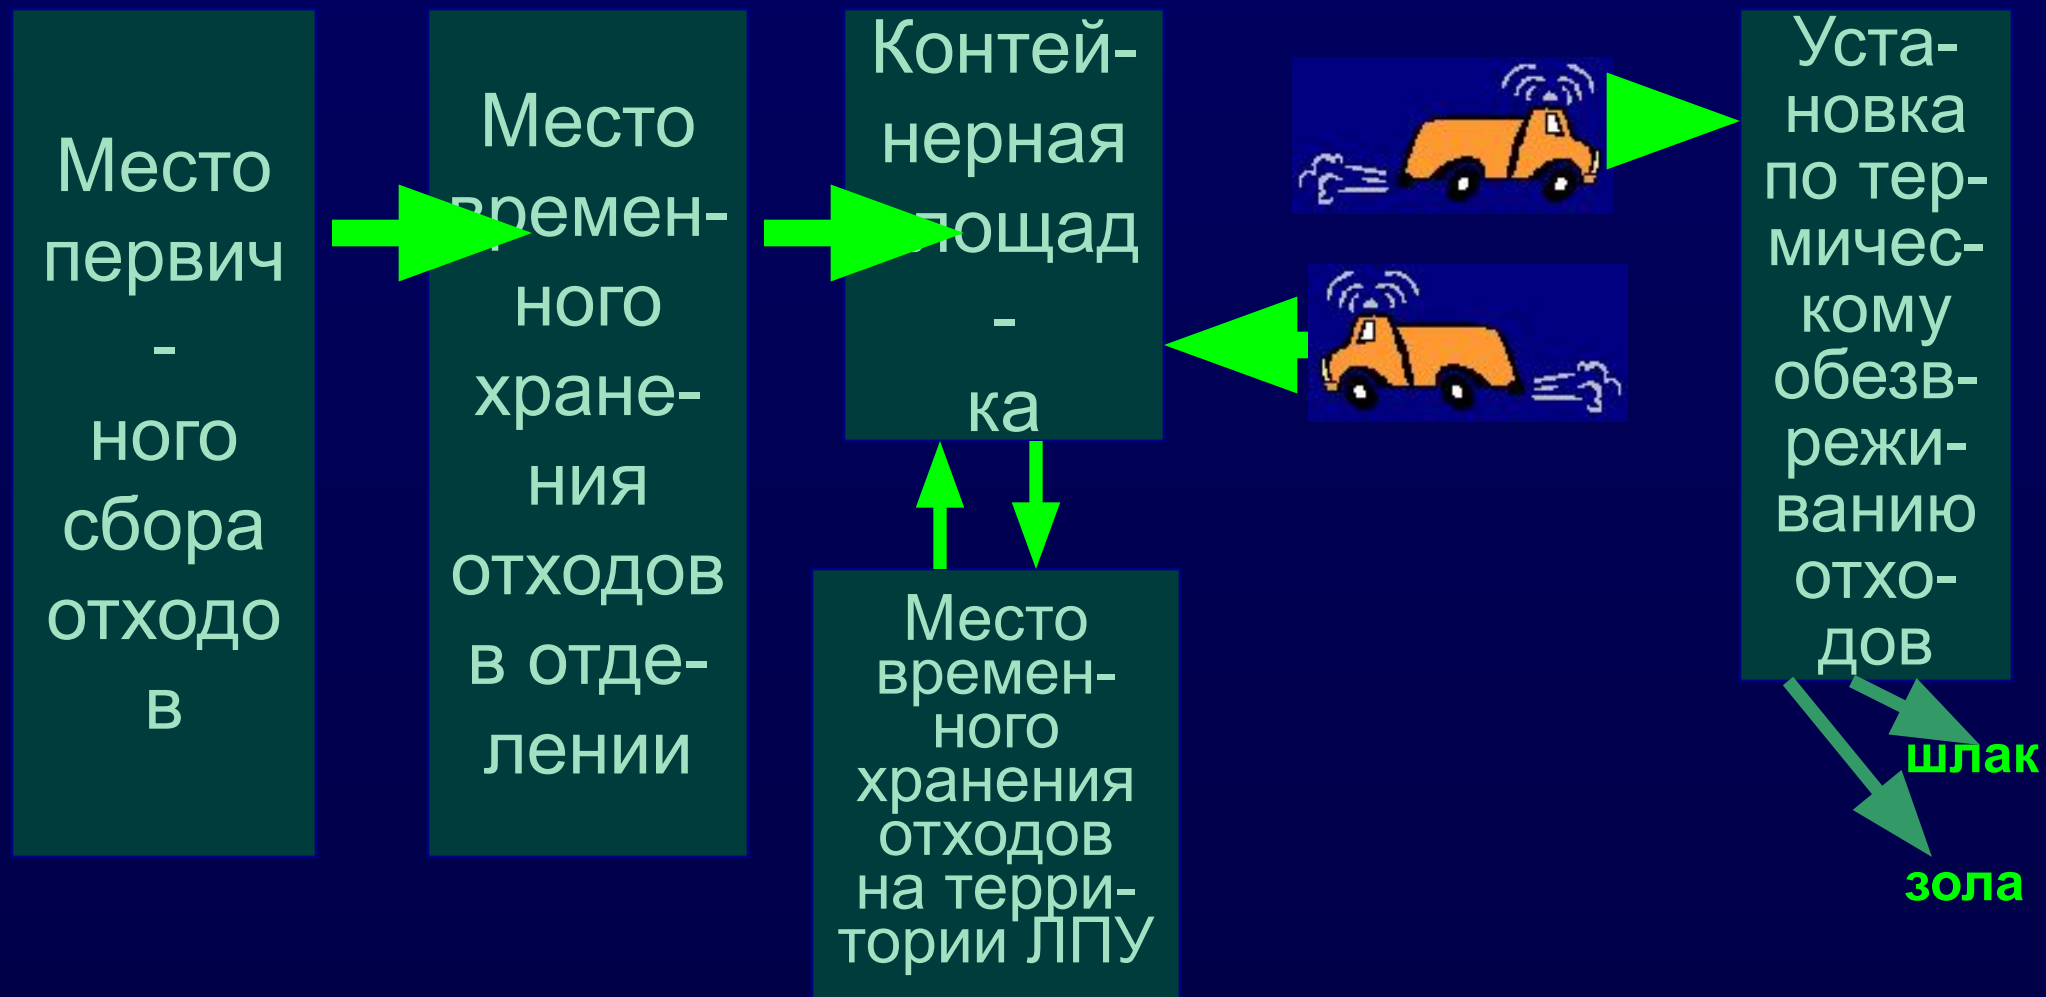 Место
первич
-
ного
сбора
отходо
в
Место
времен-
ного
хране-
ния
отходов
в отде-
лении
Контей-
нерная
площад
-
ка
Место
времен-
ного
хранения
отходов
на терри-
тории ЛПУ
Уста-
новка
по тер-
мичес-
кому
обезв-
режи-
ванию
отхо-
дов
шлак
зола